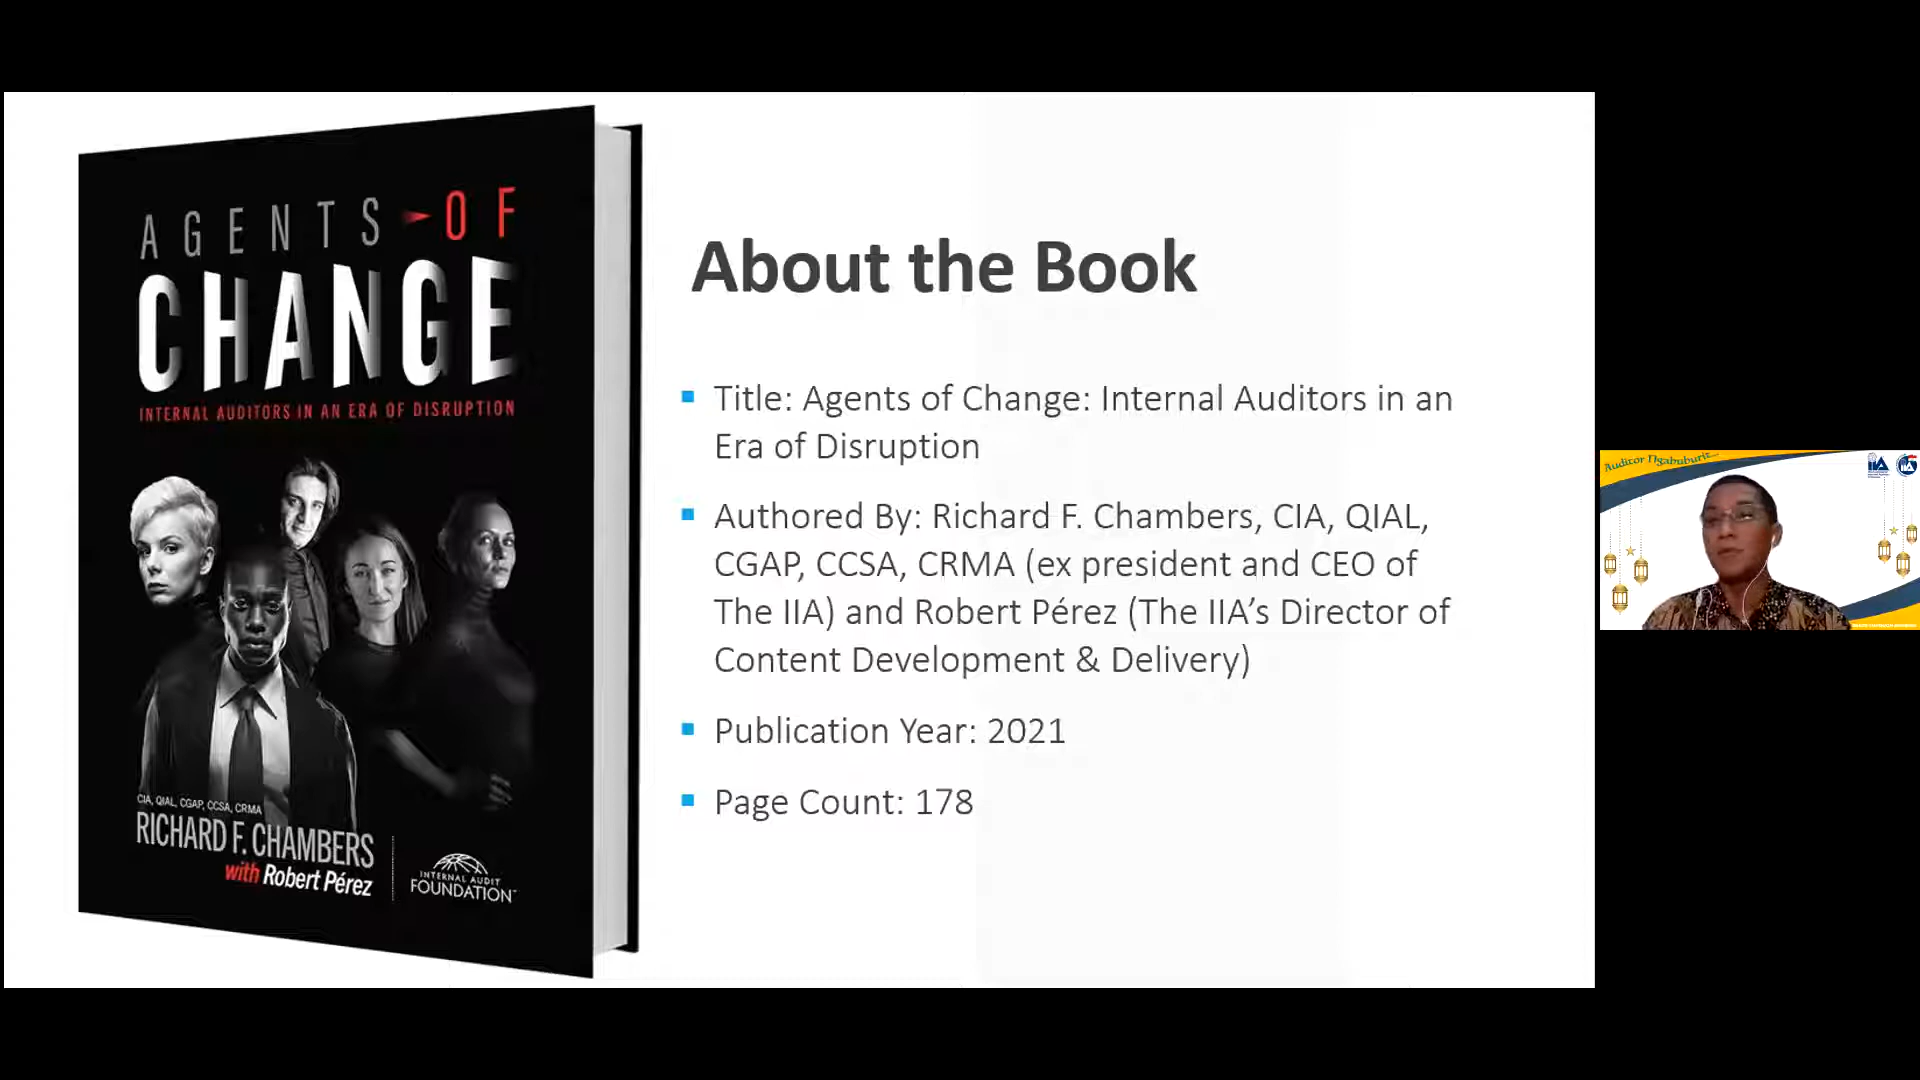 AGENTS OF
CHANGE
INTERNAL AUDITORS IN AN ERA OF DISRUPTION
CIA, QIAL, CGAP, CCSA, CRMA
RICHARD F. CHAMBERS
with Robert Pérez
INTERNAL AUDIT
FOUNDATION
About the Book
Title: Agents of Change: Internal Auditors in an
Era of Disruption
Authored By: Richard F. Chambers, CIA, QIAL,
CGAP, CCSA, CRMA (ex president and CEO of
The IIA) and Robert Pérez (The IIA’s Director of
Content Development & Delivery)
Publication Year: 2021
Page Count: 178
Auditor Ngabuburit...
IIA
IIA